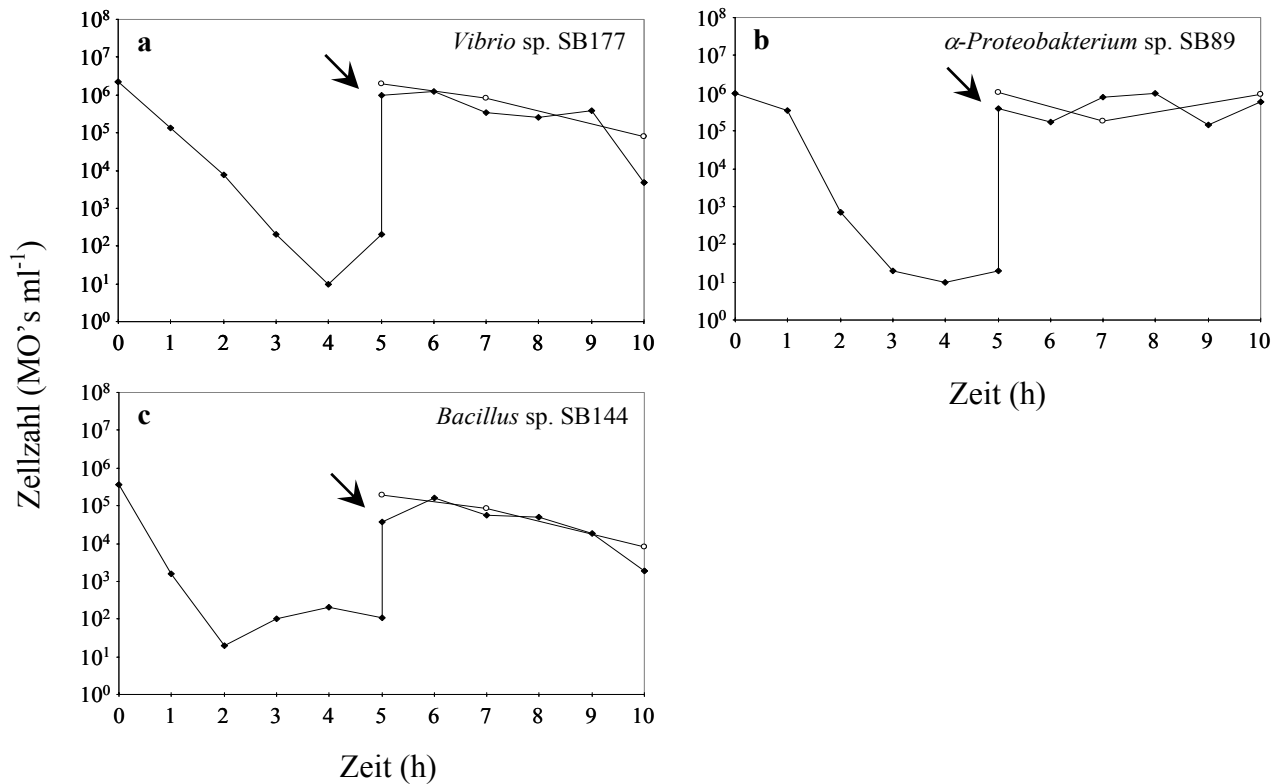 a
Vibrio sp. SB177
10⁸
10⁷
10⁶
10⁵
10⁴
10³
10²
10¹
10⁰
0 1 2 3 4 5 6 7 8 9 10
b
α-Proteobakterium sp. SB89
10⁸
10⁷
10⁶
10⁵
10⁴
10³
10²
10¹
10⁰
0 1 2 3 4 5 6 7 8 9 10
Zeit (h)
c
Bacillus sp. SB144
10⁸
10⁷
10⁶
10⁵
10⁴
10³
10²
10¹
10⁰
0 1 2 3 4 5 6 7 8 9 10
Zeit (h)
Zellzahl (MO's ml⁻¹)